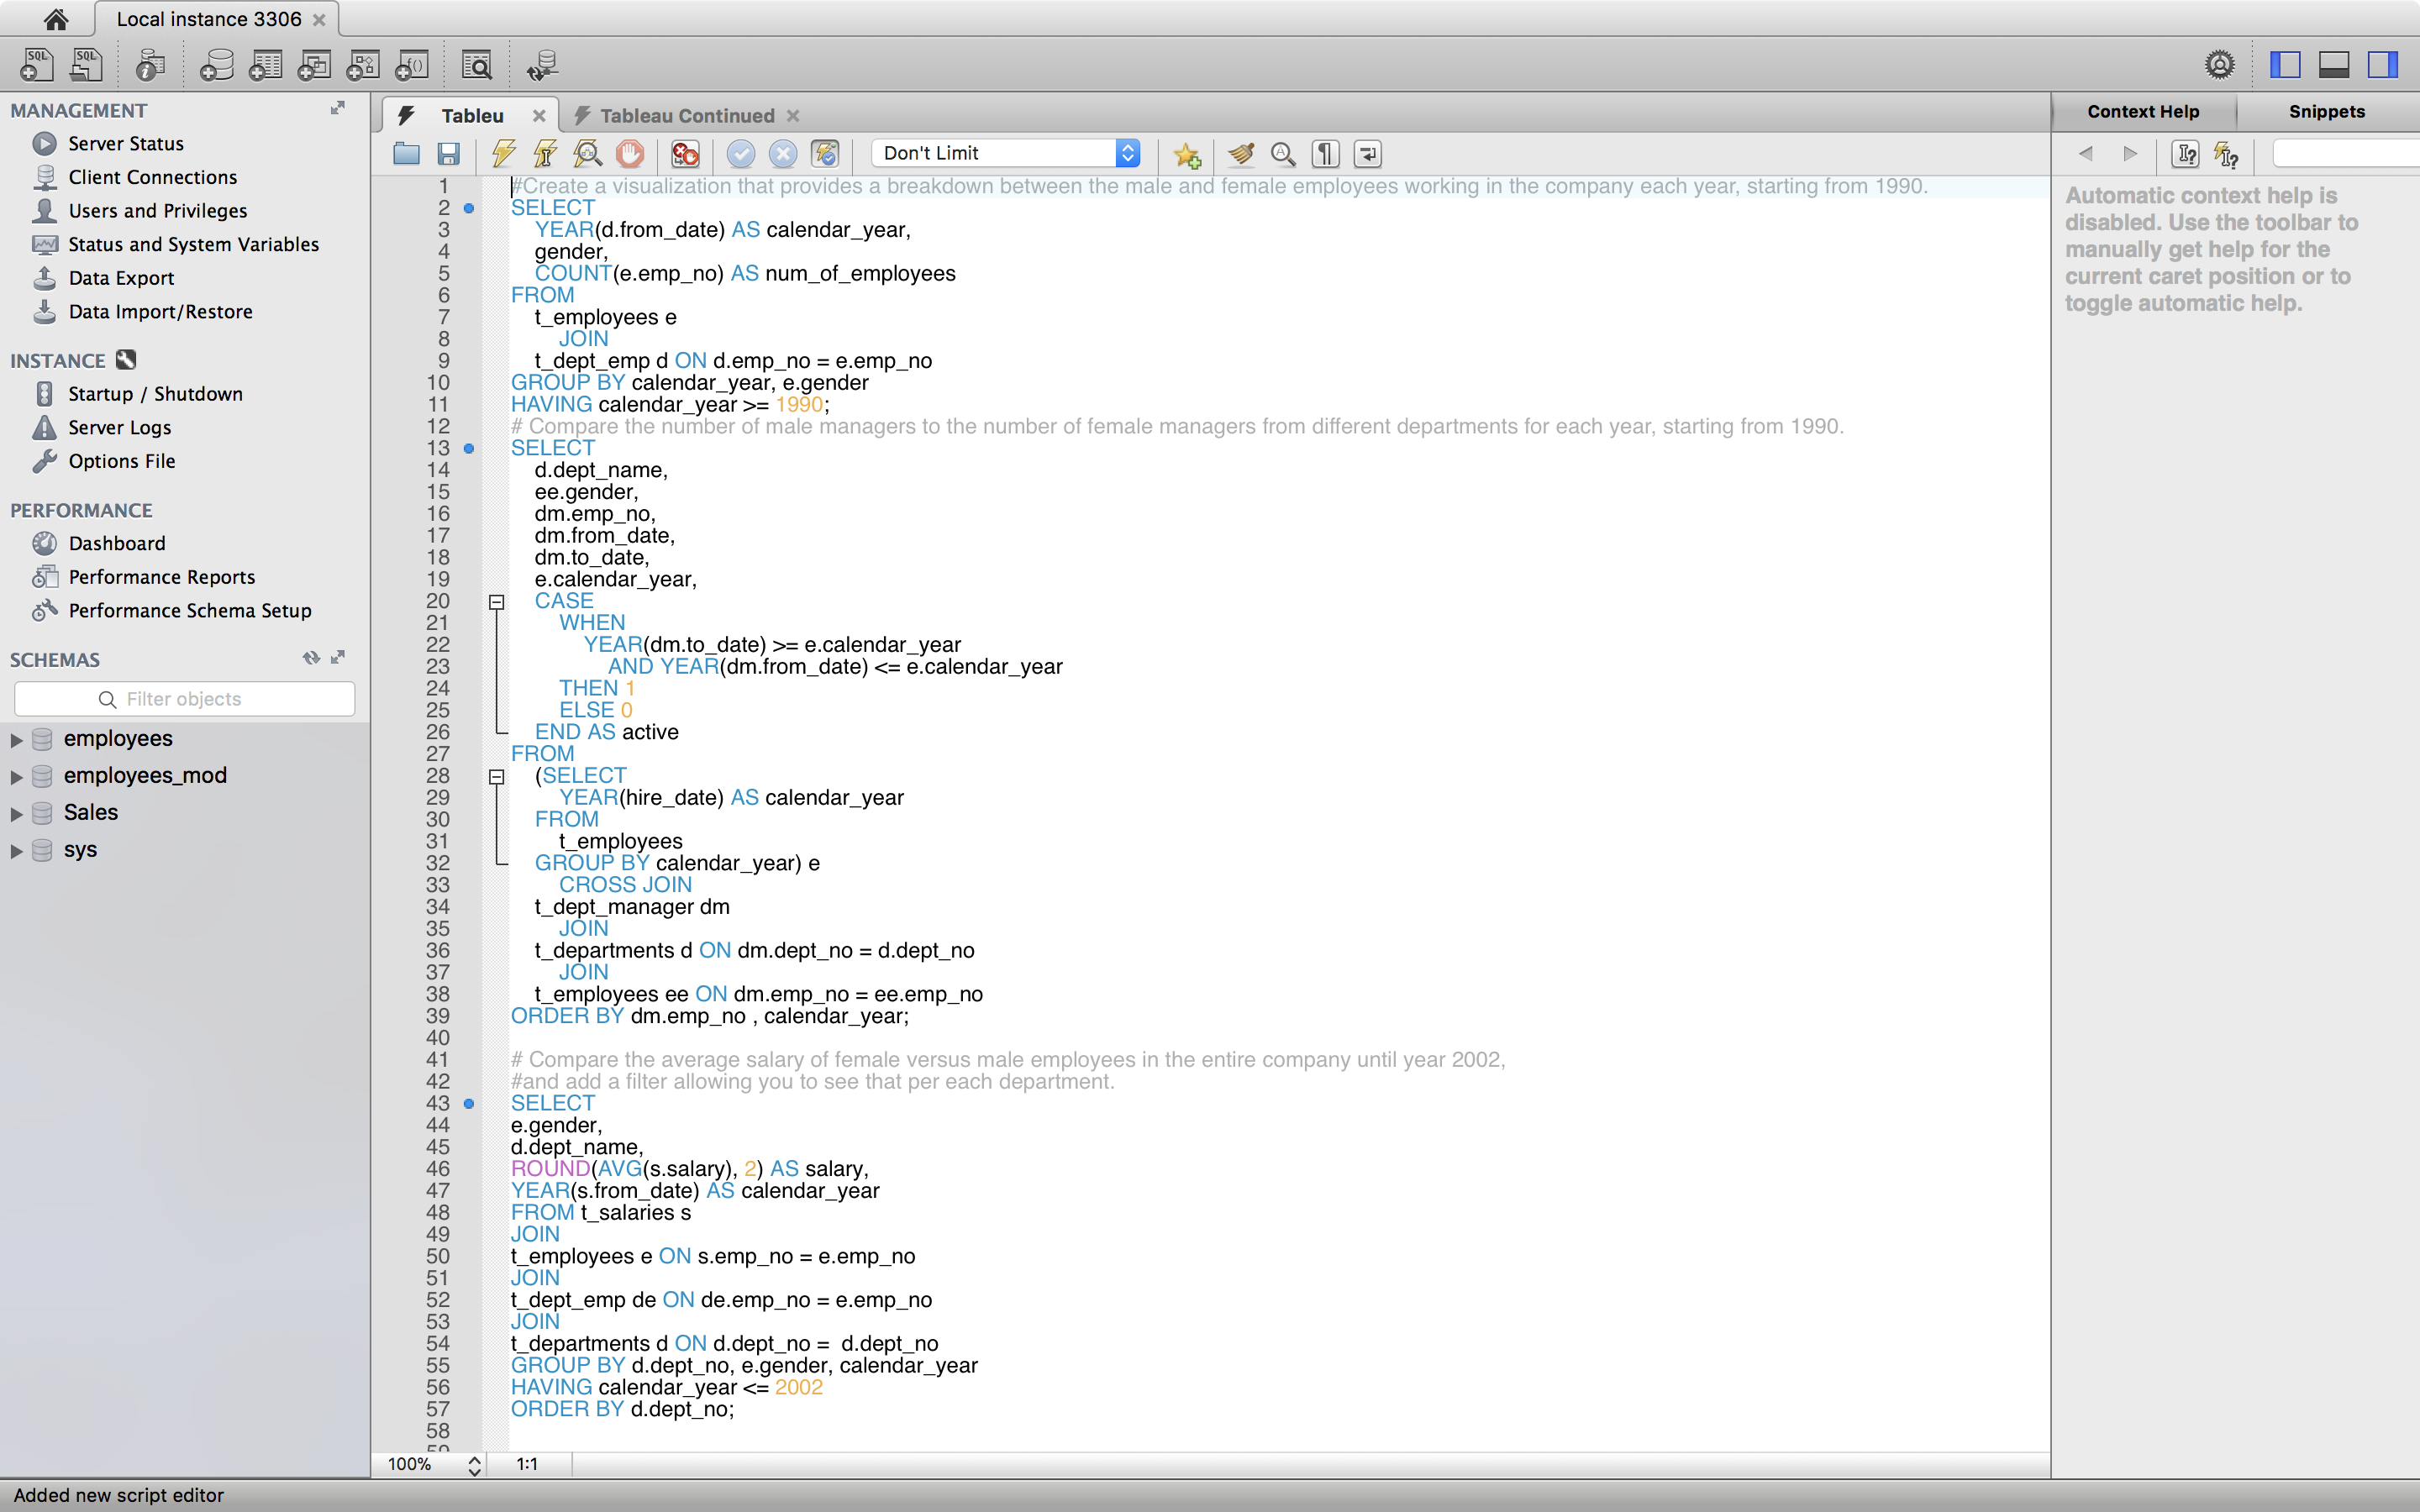 Local instance 3306
MANAGEMENT
Server Status
Client Connections
Users and Privileges
Status and System Variables
Data Export
Data Import/Restore
INSTANCE
Startup / Shutdown
Server Logs
Options File
PERFORMANCE
Dashboard
Performance Reports
Performance Schema Setup
SCHEMAS
Filter objects
employees
employees_mod
Sales
sys
Tableu
Tableau Continued
Don't Limit
1 #Create a visualization that provides a breakdown between the male and female employees working in the company each year, starting from 1990.
2 SELECT
3 YEAR(d.from_date) AS calendar_year,
4 gender,
5 COUNT(e.emp_no) AS num_of_employees
6 FROM
7 t_employees e
8 JOIN
9 t_dept_emp d ON d.emp_no = e.emp_no
10 GROUP BY calendar_year, e.gender
11 HAVING calendar_year >= 1990;
12 # Compare the number of male managers to the number of female managers from different departments for each year, starting from 1990.
13 SELECT
14 d.dept_name,
15 ee.gender,
16 dm.emp_no,
17 dm.from_date,
18 dm.to_date,
19 e.calendar_year,
20 CASE
21 WHEN
22 YEAR(dm.to_date) >= e.calendar_year
23 AND YEAR(dm.from_date) <= e.calendar_year
24 THEN 1
25 ELSE 0
26 END AS active
27 FROM
28 (SELECT
29 YEAR(hire_date) AS calendar_year
30 FROM
31 t_employees
32 GROUP BY calendar_year) e
33 CROSS JOIN
34 t_dept_manager dm
35 JOIN
36 t_departments d ON dm.dept_no = d.dept_no
37 JOIN
38 t_employees ee ON dm.emp_no = ee.emp_no
39 ORDER BY dm.emp_no , calendar_year;
40
41 # Compare the average salary of female versus male employees in the entire company until year 2002,
42 #and add a filter allowing you to see that per each department.
43 SELECT
44 e.gender,
45 d.dept_name,
46 ROUND(AVG(s.salary), 2) AS salary,
47 YEAR(s.from_date) AS calendar_year
48 FROM t_salaries s
49 JOIN
50 t_employees e ON s.emp_no = e.emp_no
51 JOIN
52 t_dept_emp de ON de.emp_no = e.emp_no
53 JOIN
54 t_departments d ON d.dept_no =  d.dept_no
55 GROUP BY d.dept_no, e.gender, calendar_year
56 HAVING calendar_year <= 2002
57 ORDER BY d.dept_no;
58
59
100%
1:1
Context Help
Snippets
Automatic context help is
disabled. Use the toolbar to
manually get help for the
current caret position or to
toggle automatic help.
Added new script editor